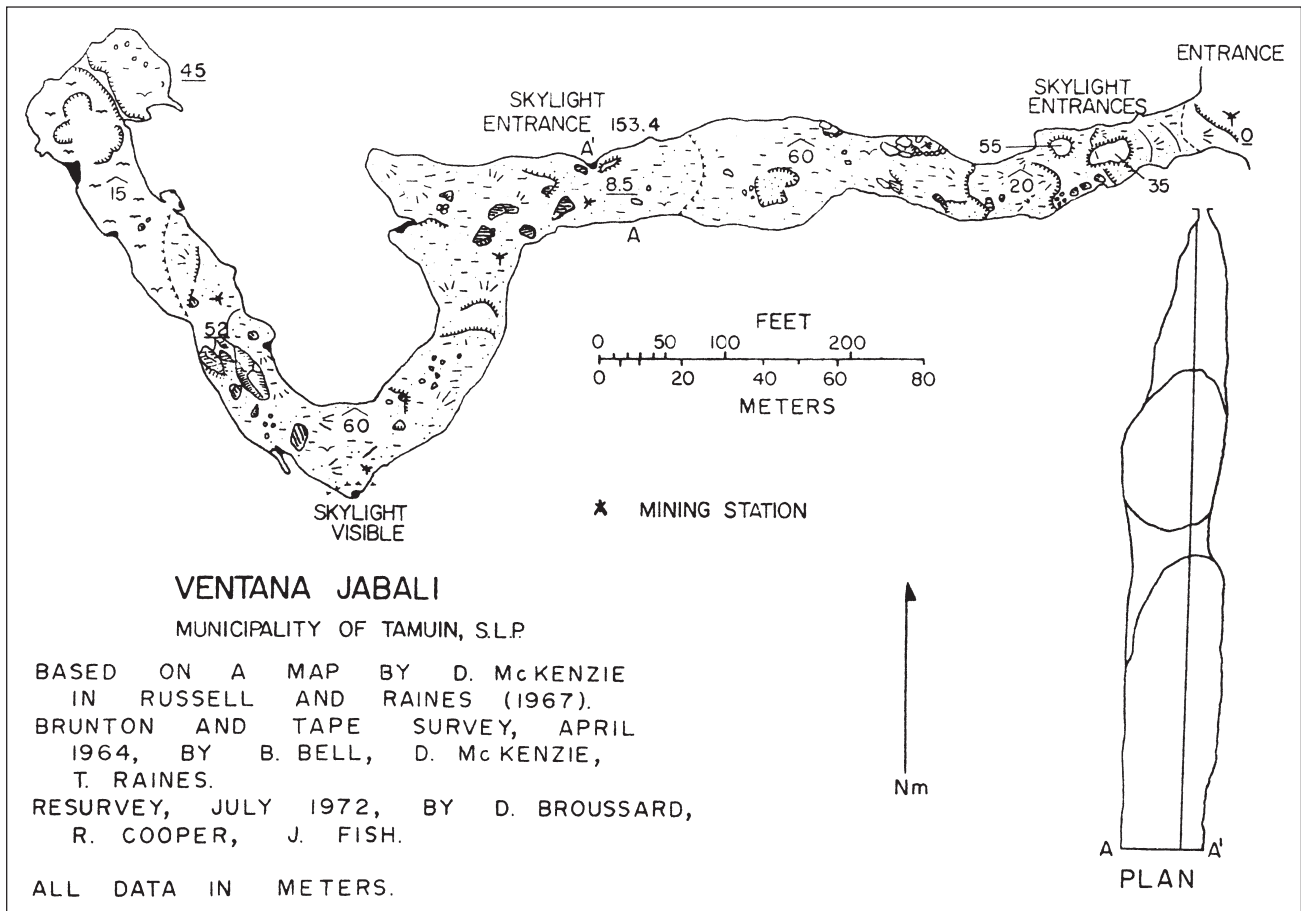 ENTRANCE
SKYLIGHT
ENTRANCES
45
SKYLIGHT
ENTRANCE 153.4
A'
55
0
60
15
8.5
20
35
A
52
FEET
0 50 100 200
0 20 40 60 80
METERS
60
SKYLIGHT
VISIBLE
MINING STATION
VENTANA JABALI
MUNICIPALITY OF TAMUIN, S.L.P.
BASED ON A MAP BY D. McKENZIE
IN RUSSELL AND RAINES (1967).
BRUNTON AND TAPE SURVEY, APRIL
1964, BY B. BELL, D. McKENZIE,
T. RAINES.
RESURVEY, JULY 1972, BY D. BROUSSARD,
R. COOPER, J. FISH.
ALL DATA IN METERS.
Nm
A A'
PLAN